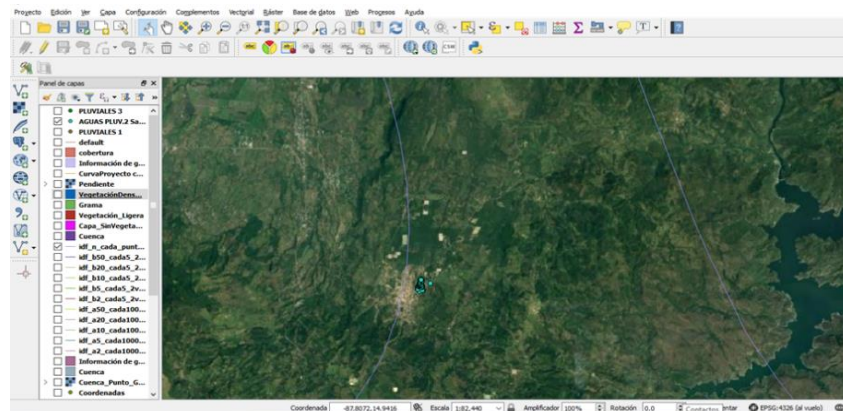 Proyecto Edición Ver Capa Configuración Complementos Vectorial Ráster Base de datos Web Procesos Ayuda
Panel de capas
PLUVIALES 3
AGUAS PLUV.2 Sa...
PLUVIALES 1
default
cobertura
Información de g...
CurvaProyecto c...
Pendiente
VegetaciónDens...
Grama
Vegetación_Ligera
Capa_SinVegeta...
Cuenca
idf_n_cada_punt...
idf_b50_cada5_2...
idf_b20_cada5_2...
idf_b10_cada5_2...
idf_b5_cada5_2v...
idf_b2_cada5_2v...
idf_a50_cada100...
idf_a20_cada100...
idf_a10_cada100...
idf_a5_cada1000...
idf_a2_cada1000...
Información de g...
Cuenca
Cuenca_Punto_G...
Coordenadas
Coordenada -87.8072,14.9416 Escala 1:82,440 Amplificador 100% Rotación 0.0 Contactos entar EPSG:4326 (al vuelo)